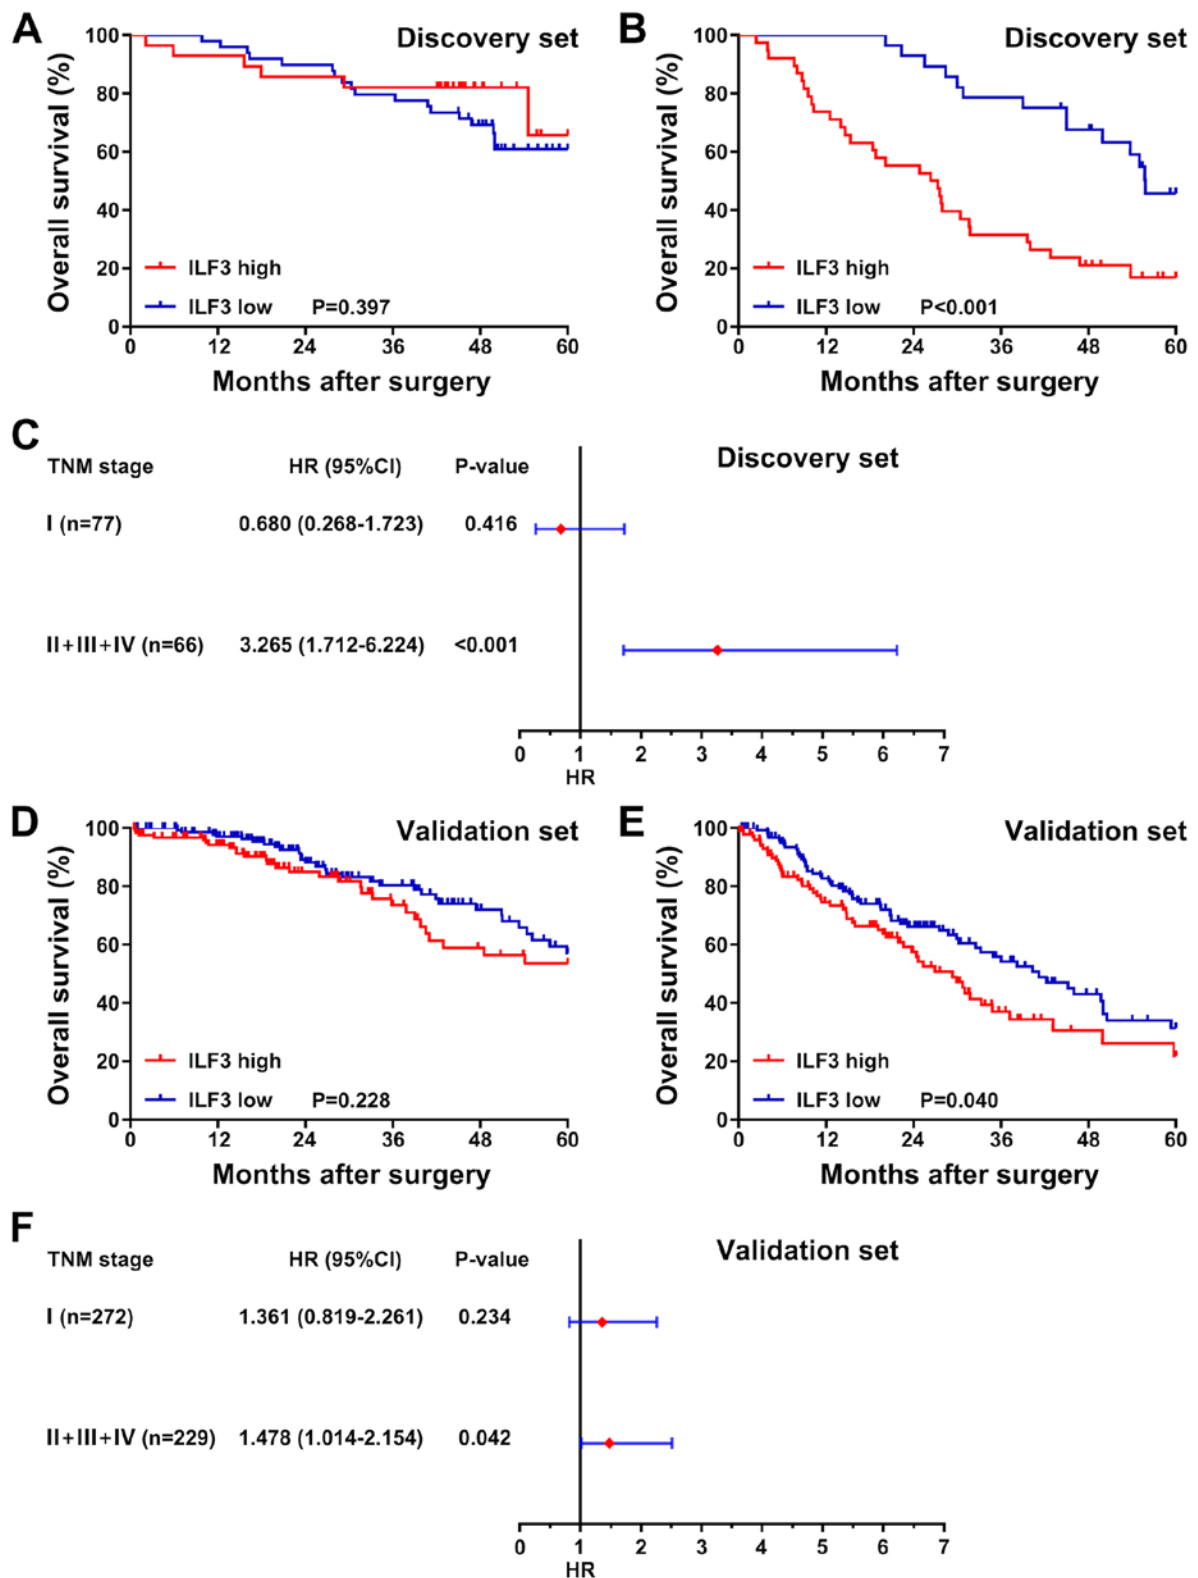 A
Discovery set
Overall survival (%)
100
80
60
40
20
0
ILF3 high
ILF3 low P=0.397
0 12 24 36 48 60
Months after surgery
B
Discovery set
Overall survival (%)
100
80
60
40
20
0
ILF3 high
ILF3 low P<0.001
0 12 24 36 48 60
Months after surgery
C
Discovery set
TNM stage HR (95%CI) P-value
I (n=77) 0.680 (0.268-1.723) 0.416
II+III+IV (n=66) 3.265 (1.712-6.224) <0.001
0 1 2 3 4 5 6 7
HR
D
Validation set
Overall survival (%)
100
80
60
40
20
0
ILF3 high
ILF3 low P=0.228
0 12 24 36 48 60
Months after surgery
E
Validation set
Overall survival (%)
100
80
60
40
20
0
ILF3 high
ILF3 low P=0.040
0 12 24 36 48 60
Months after surgery
F
Validation set
TNM stage HR (95%CI) P-value
I (n=272) 1.361 (0.819-2.261) 0.234
II+III+IV (n=229) 1.478 (1.014-2.154) 0.042
0 1 2 3 4 5 6 7
HR